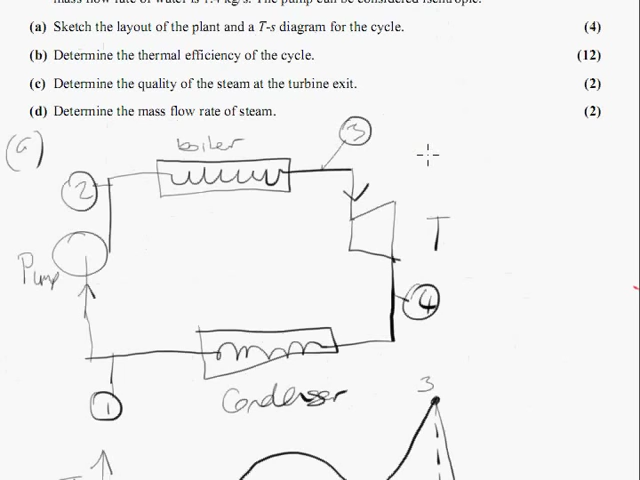 (a) Sketch the layout of the plant and a T-s diagram for the cycle. (4)
(b) Determine the thermal efficiency of the cycle. (12)
(c) Determine the quality of the steam at the turbine exit. (2)
(d) Determine the mass flow rate of steam. (2)
boiler
3
2
T
Pump
4
1
Condenser
3